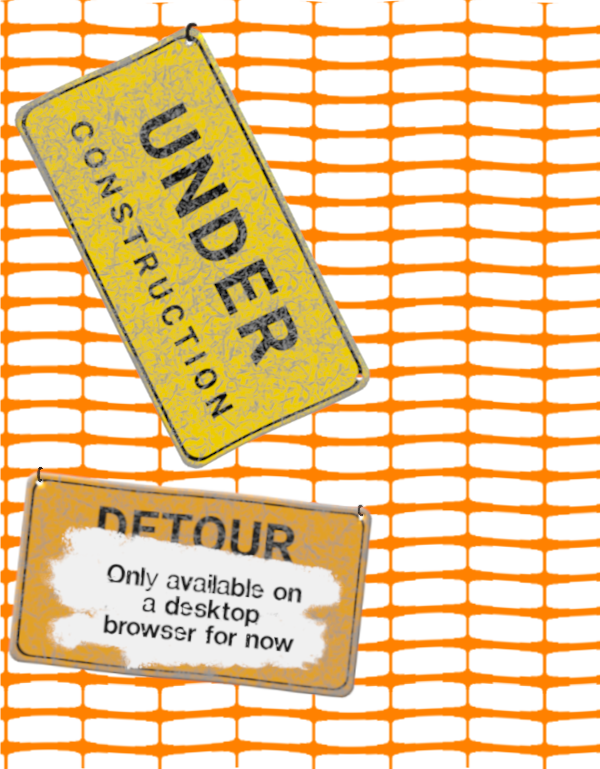 UNDER
CONSTRUCTION
DETOUR
Only available on
a desktop
browser for now